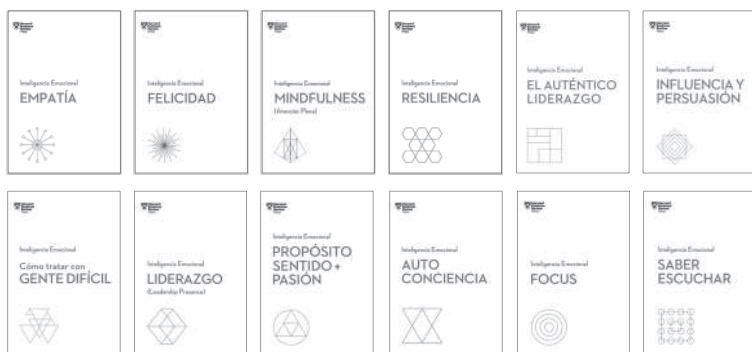 Inteligencia Emocional
EMPATÍA
Inteligencia Emocional
FELICIDAD
Inteligencia Emocional
MINDFULNESS
(Atención Plena)
Inteligencia Emocional
RESILIENCIA
Inteligencia Emocional
EL AUTÉNTICO
LIDERAZGO
Inteligencia Emocional
INFLUENCIA Y
PERSUASIÓN
Inteligencia Emocional
Cómo tratar con
GENTE DIFÍCIL
Inteligencia Emocional
LIDERAZGO
(Leadership Presence)
Inteligencia Emocional
PROPÓSITO
SENTIDO +
PASIÓN
Inteligencia Emocional
AUTO
CONCIENCIA
Inteligencia Emocional
FOCUS
Inteligencia Emocional
SABER
ESCUCHAR